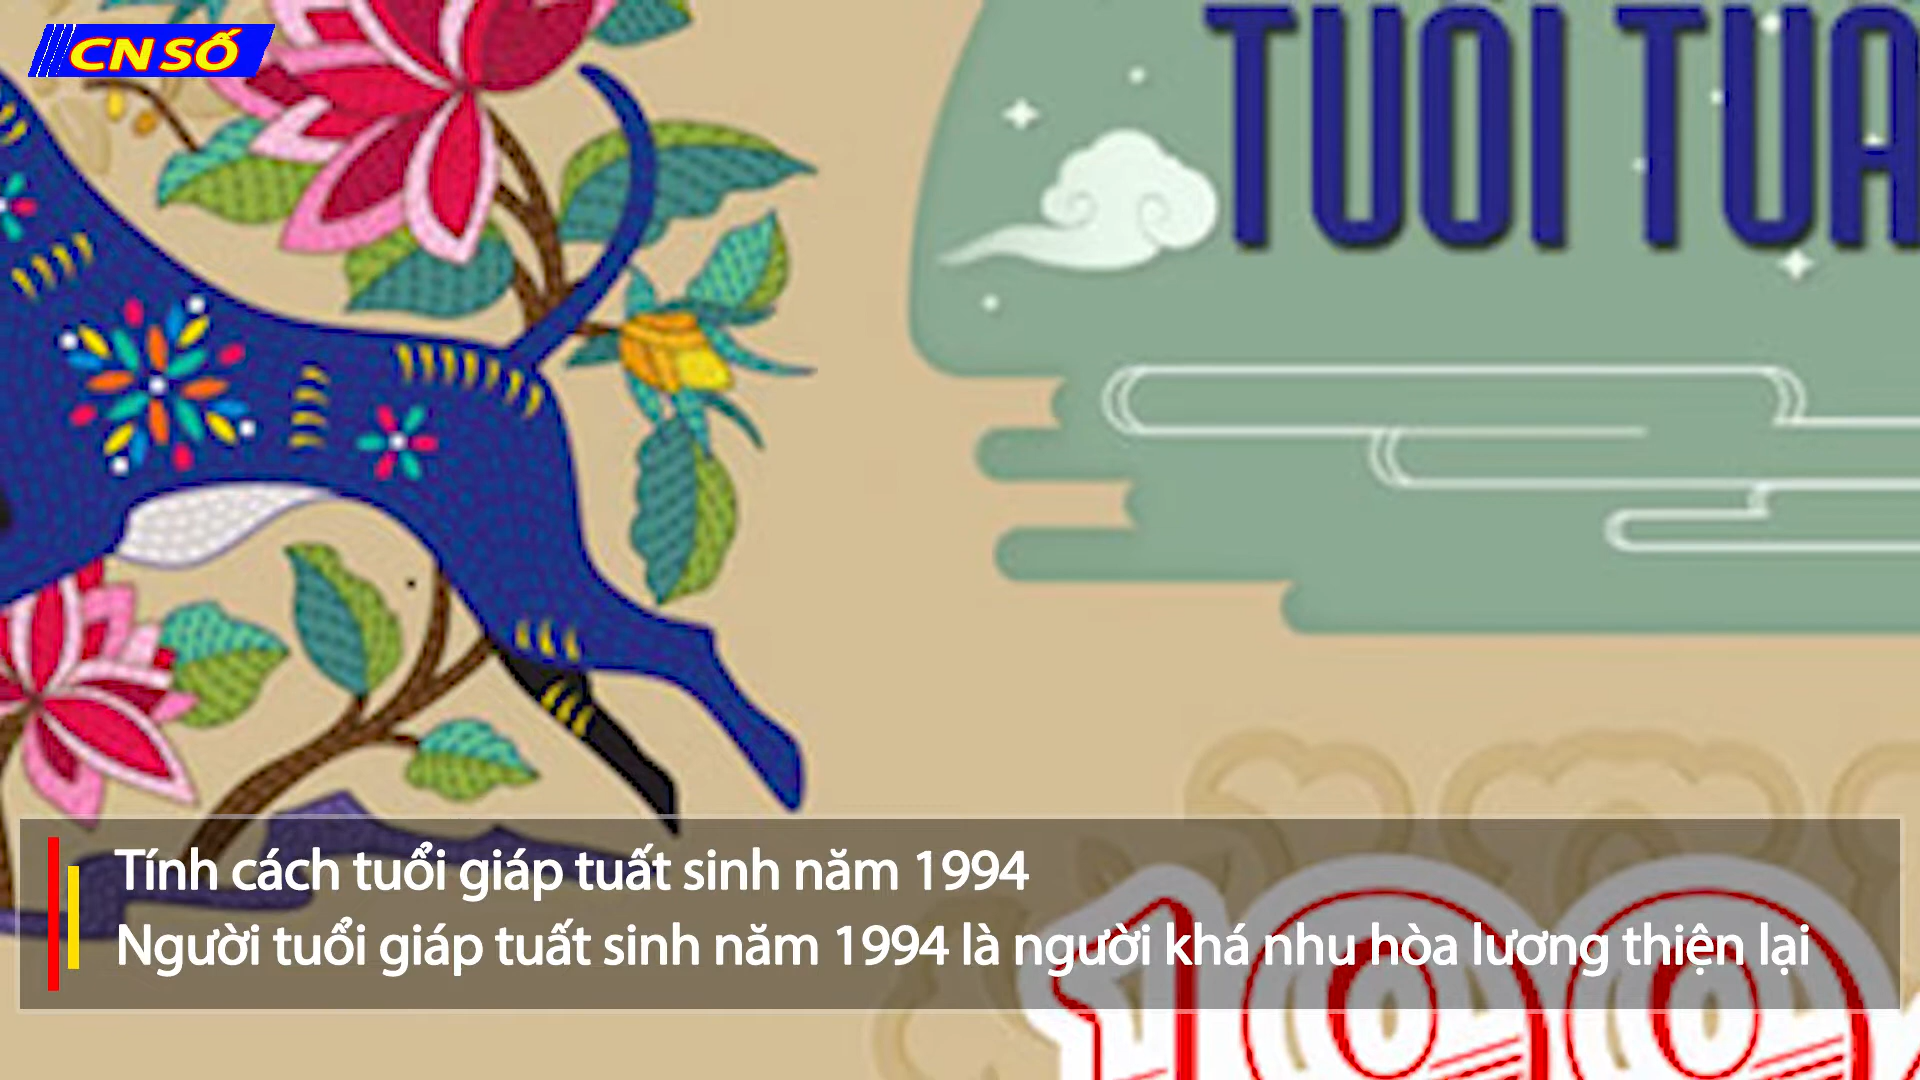 CN SỐ
TUỔI TUẤ
Tính cách tuổi giáp tuất sinh năm 1994
Người tuổi giáp tuất sinh năm 1994 là người khá nhu hòa lương thiện lại
199